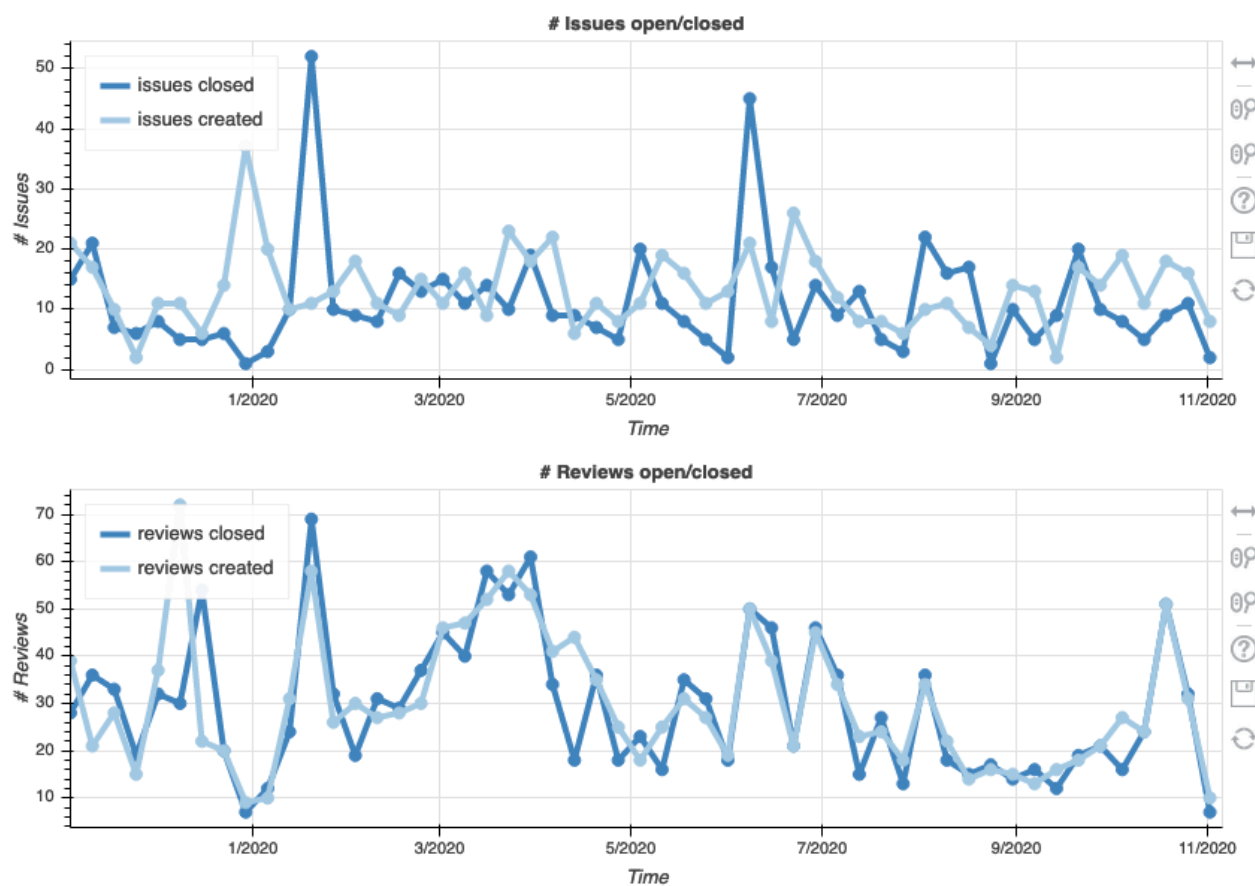 # Issues open/closed
issues closed
issues created
50
40
30
20
10
0
# Issues
1/2020
3/2020
5/2020
7/2020
9/2020
11/2020
Time
?
# Reviews open/closed
reviews closed
reviews created
70
60
50
40
30
20
10
# Reviews
1/2020
3/2020
5/2020
7/2020
9/2020
11/2020
Time
?